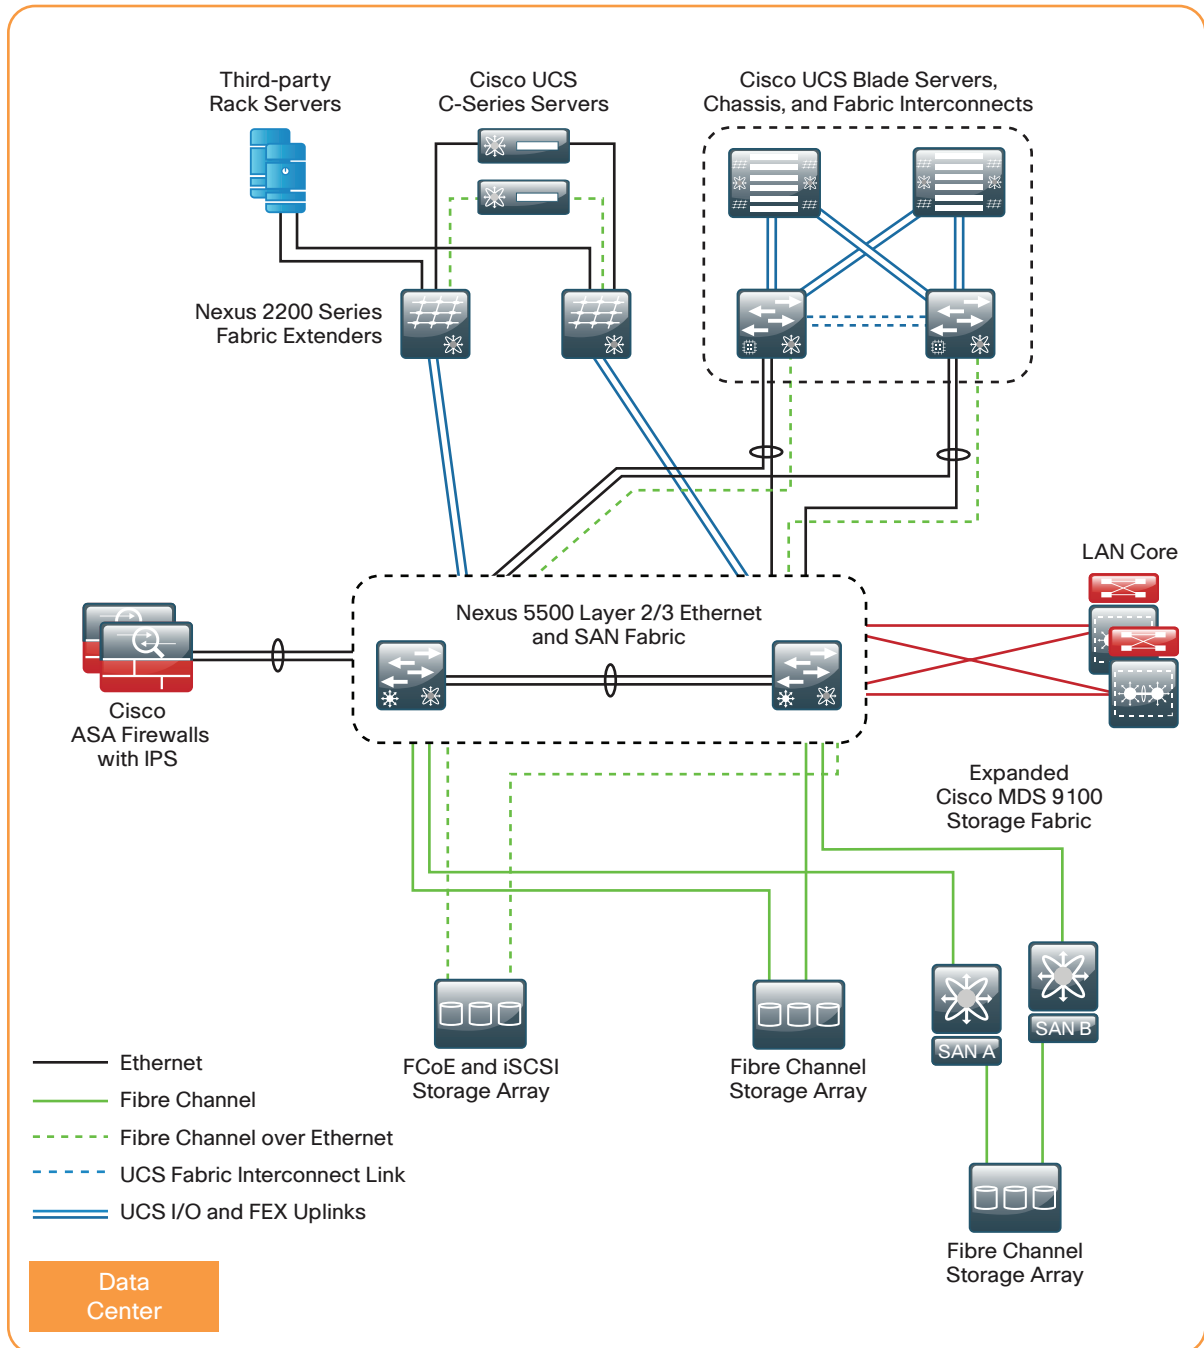 Third-party
Rack Servers
Cisco UCS
C-Series Servers
Cisco UCS Blade Servers,
Chassis, and Fabric Interconnects
Nexus 2200 Series
Fabric Extenders
LAN Core
Nexus 5500 Layer 2/3 Ethernet
and SAN Fabric
Cisco
ASA Firewalls
with IPS
Expanded
Cisco MDS 9100
Storage Fabric
SAN B
SAN A
FCoE and iSCSI
Storage Array
Fibre Channel
Storage Array
Ethernet
Fibre Channel
Fibre Channel over Ethernet
UCS Fabric Interconnect Link
UCS I/O and FEX Uplinks
Fibre Channel
Storage Array
Data
Center